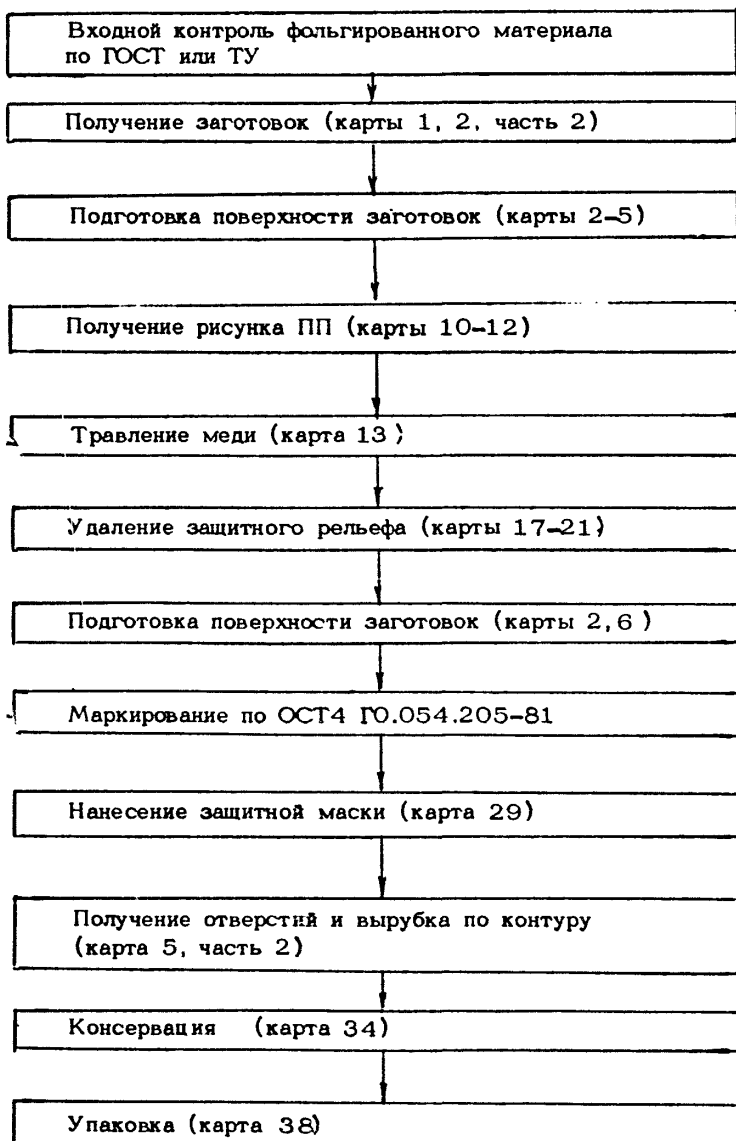 Входной контроль фольгированного материала
по ГОСТ или ТУ
Получение заготовок (карты 1, 2, часть 2)
Подготовка поверхности заготовок (карты 2-5)
Получение рисунка ПП (карты 10-12)
Травление меди (карта 13)
Удаление защитного рельефа (карты 17-21)
Подготовка поверхности заготовок (карты 2,6)
Маркирование по ОСТ4 ГО.054.205-81
Нанесение защитной маски (карта 29)
Получение отверстий и вырубка по контуру
(карта 5, часть 2)
Консервация (карта 34)
Упаковка (карта 38)